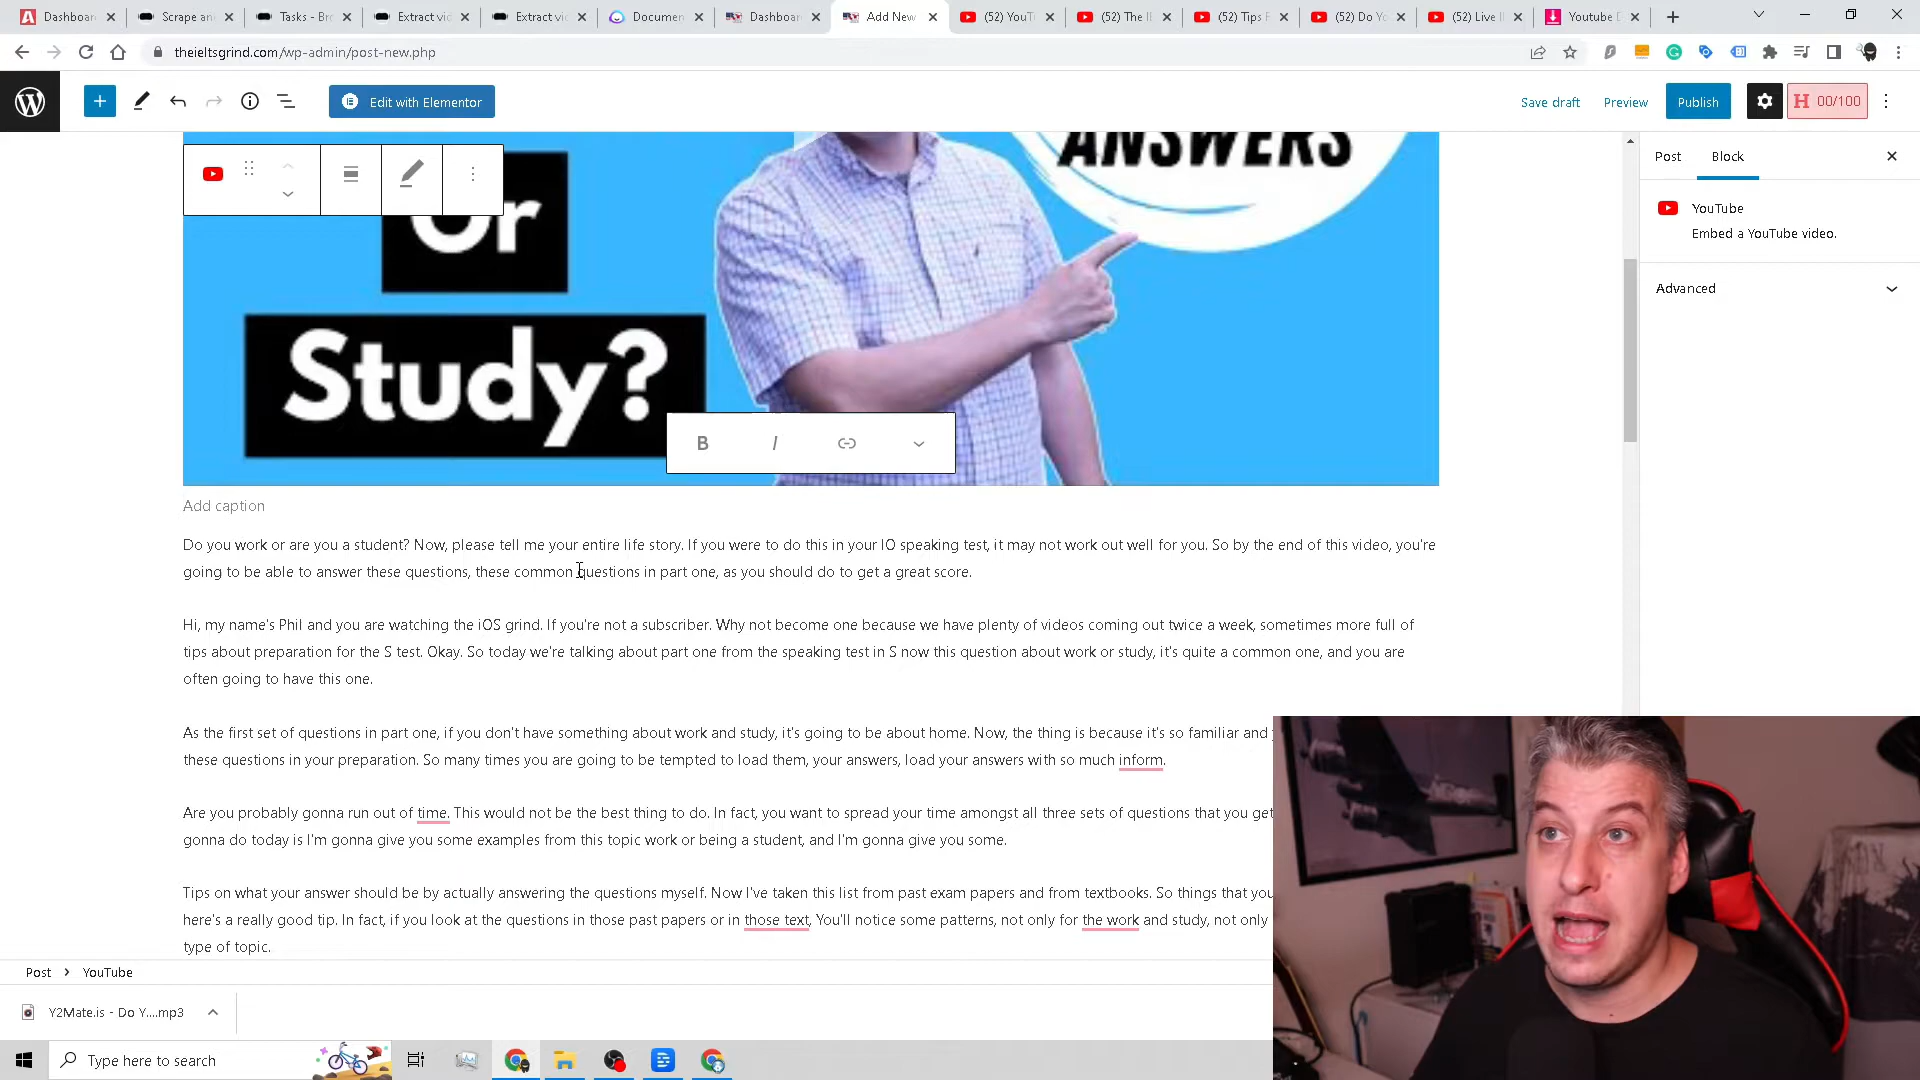 Dashboar
Scrape an
Tasks - Bro
Extract vid
Extract vid
Documen
Dashboar
Add New
(52) YouT
(52) The IE
(52) Tips F
(52) Do Yo
(52) Live I
Youtube D
theieltsgrind.com/wp-admin/post-new.php
Edit with Elementor
Save draft
Preview
Publish
H 00/100
ANSWERS
Or
Study?
B I
Post
Block
YouTube
Embed a YouTube video.
Advanced
Add caption
Do you work or are you a student? Now, please tell me your entire life story. If you were to do this in your IO speaking test, it may not work out well for you. So by the end of this video, you're
going to be able to answer these questions, these common questions in part one, as you should do to get a great score.
Hi, my name's Phil and you are watching the iOS grind. If you're not a subscriber. Why not become one because we have plenty of videos coming out twice a week, sometimes more full of
tips about preparation for the S test. Okay. So today we're talking about part one from the speaking test in S now this question about work or study, it's quite a common one, and you are
often going to have this one.
As the first set of questions in part one, if you don't have something about work and study, it's going to be about home. Now, the thing is because it's so familiar and
these questions in your preparation. So many times you are going to be tempted to load them, your answers, load your answers with so much inform.
Are you probably gonna run out of time. This would not be the best thing to do. In fact, you want to spread your time amongst all three sets of questions that you get
gonna do today is I'm gonna give you some examples from this topic work or being a student, and I'm gonna give you some.
Tips on what your answer should be by actually answering the questions myself. Now I've taken this list from past exam papers and from textbooks. So things that you
here's a really good tip. In fact, if you look at the questions in those past papers or in those text, You'll notice some patterns, not only for the work and study, not only
type of topic.
Post > YouTube
Y2Mate.is - Do Y....mp3
Type here to search